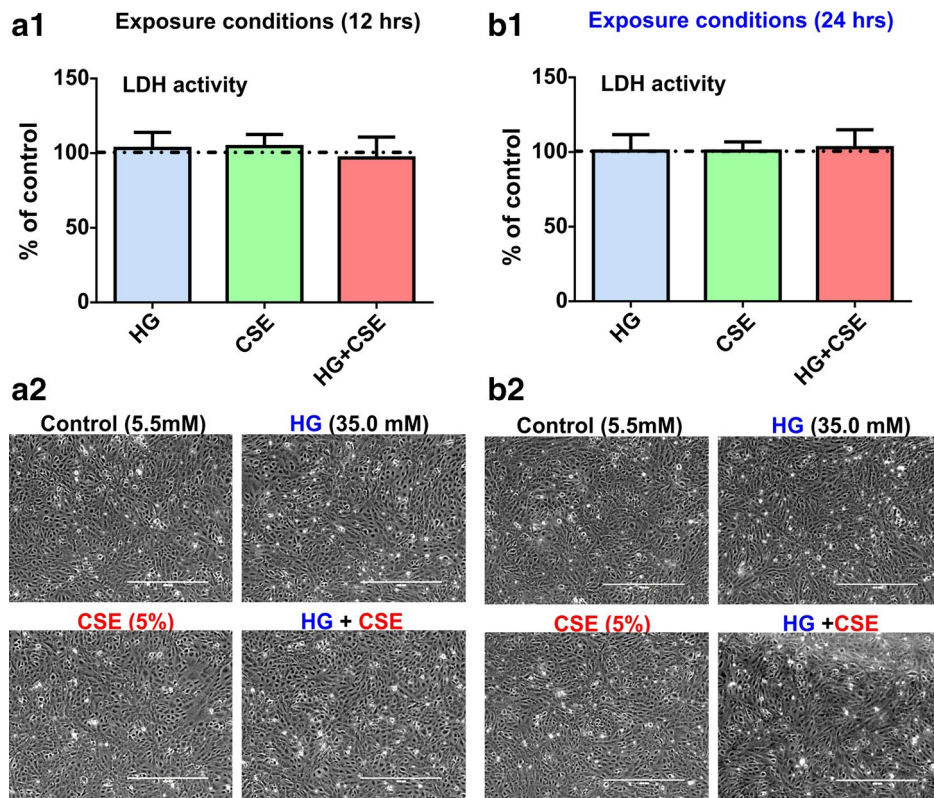 a1
Exposure conditions (12 hrs)
LDH activity
% of control
150
100
50
0
HG
CSE
HG+CSE
b1
Exposure conditions (24 hrs)
LDH activity
% of control
150
100
50
0
HG
CSE
HG+CSE
a2
Control (5.5mM)
HG (35.0 mM)
CSE (5%)
HG + CSE
b2
Control (5.5mM)
HG (35.0 mM)
CSE (5%)
HG +CSE